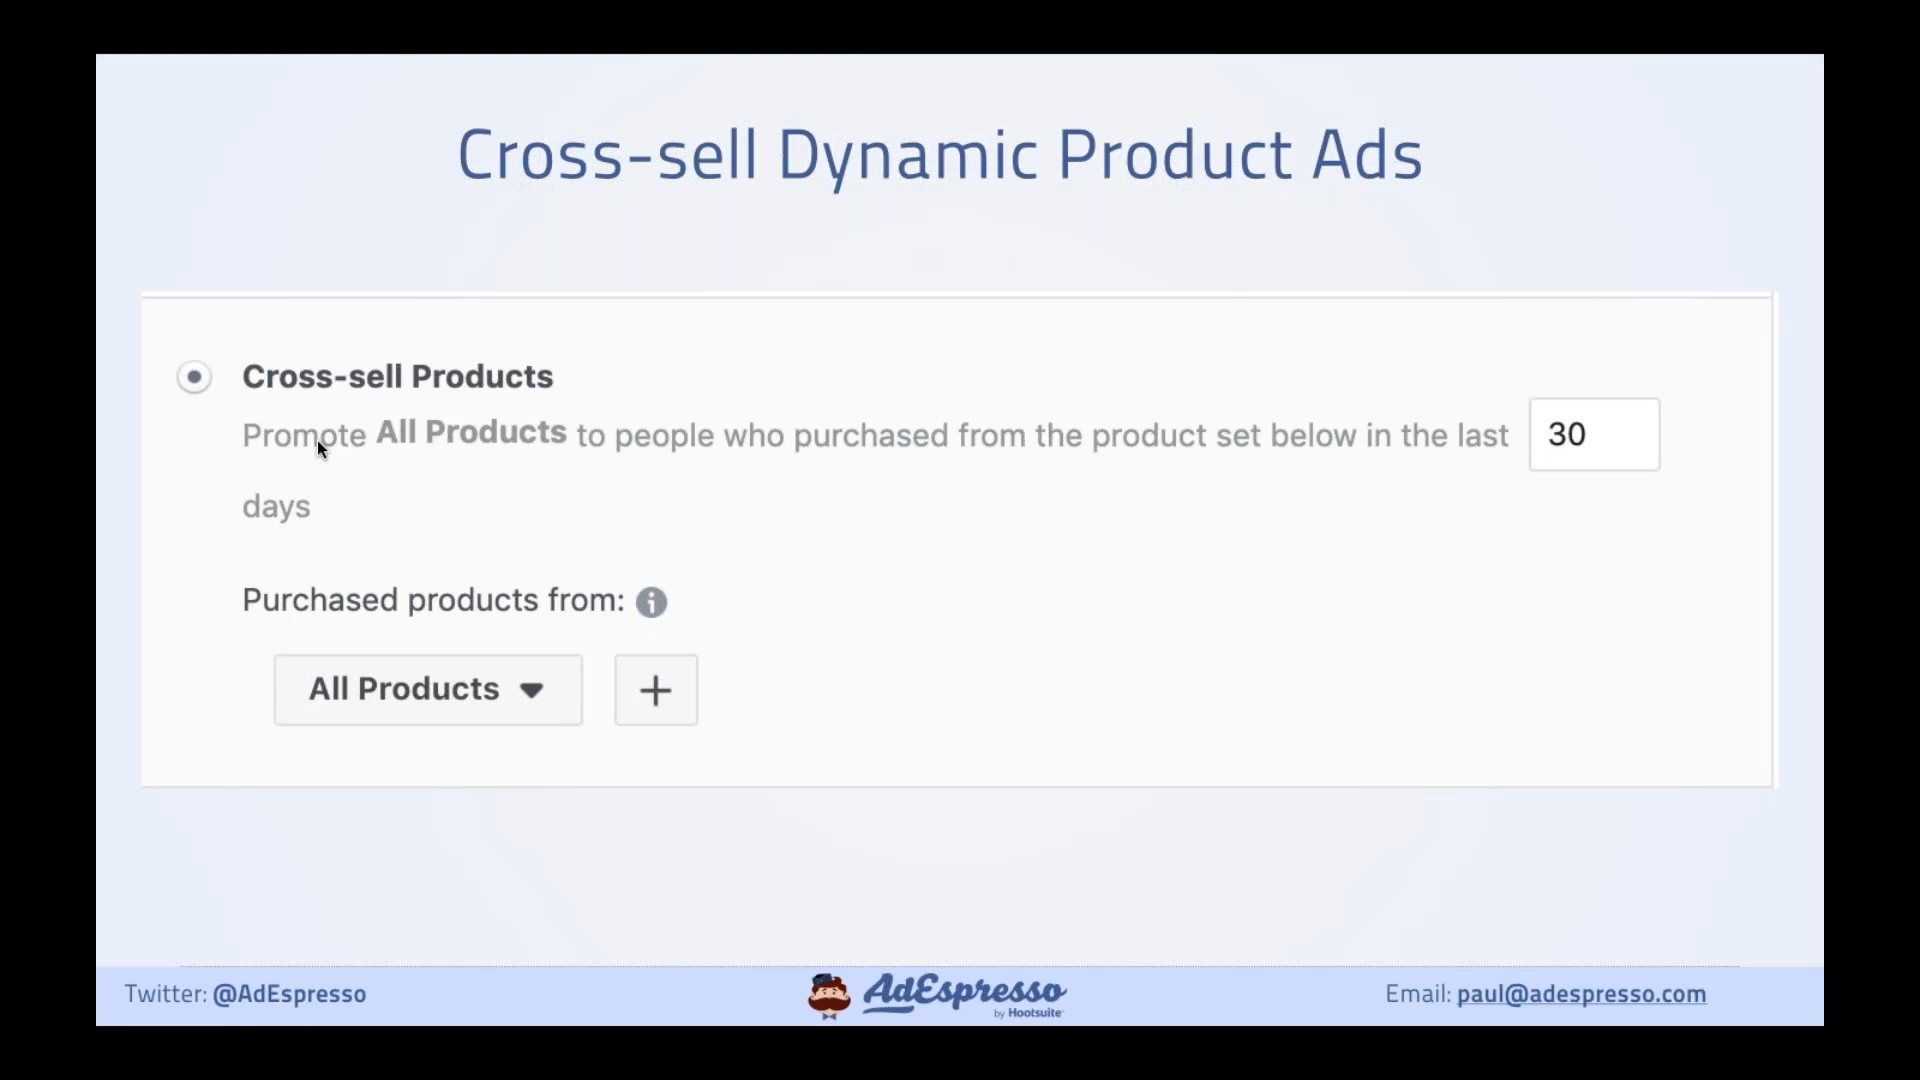 Cross-sell Dynamic Product Ads
Cross-sell Products
Promote All Products to people who purchased from the product set below in the last 30
days
Purchased products from:
All Products
Twitter: @AdEspresso
AdEspresso
by Hootsuite
Email: paul@adespresso.com